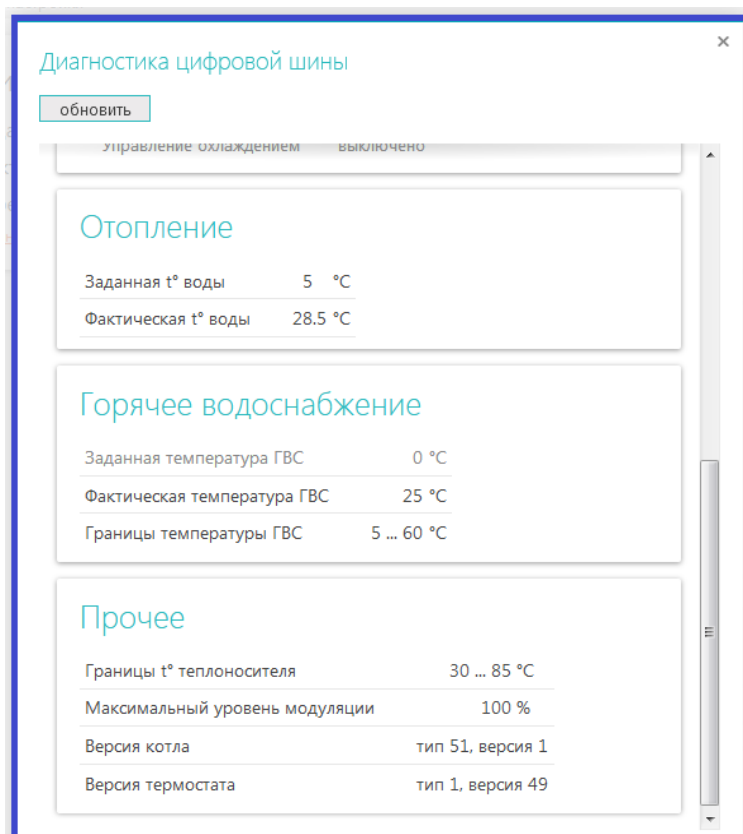 Диагностика цифровой шины
обновить
Управление охлаждением выключено
Отопление
Заданная t° воды 5 °C
Фактическая t° воды 28.5 °C
Горячее водоснабжение
Заданная температура ГВС 0 °C
Фактическая температура ГВС 25 °C
Границы температуры ГВС 5 ... 60 °C
Прочее
Границы t° теплоносителя 30 ... 85 °C
Максимальный уровень модуляции 100 %
Версия котла тип 51, версия 1
Версия термостата тип 1, версия 49